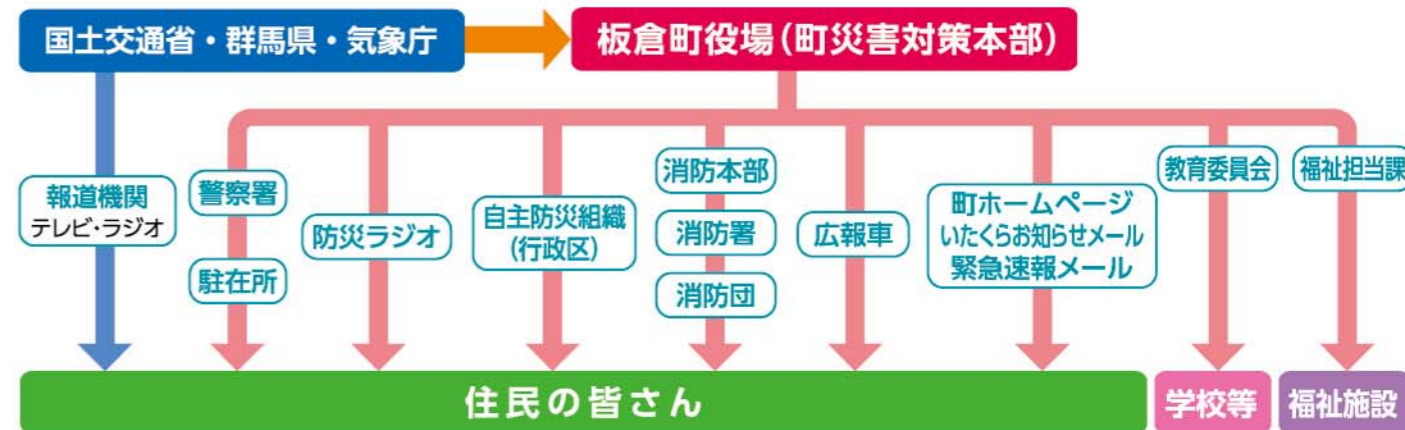 国土交通省・群馬県・気象庁
板倉町役場(町災害対策本部)
報道機関
テレビ・ラジオ
警察署
駐在所
防災ラジオ
自主防災組織
(行政区)
消防本部
消防署
消防団
広報車
町ホームページ
いたくらお知らせメール
緊急速報メール
教育委員会
福祉担当課
住民の皆さん
学校等
福祉施設